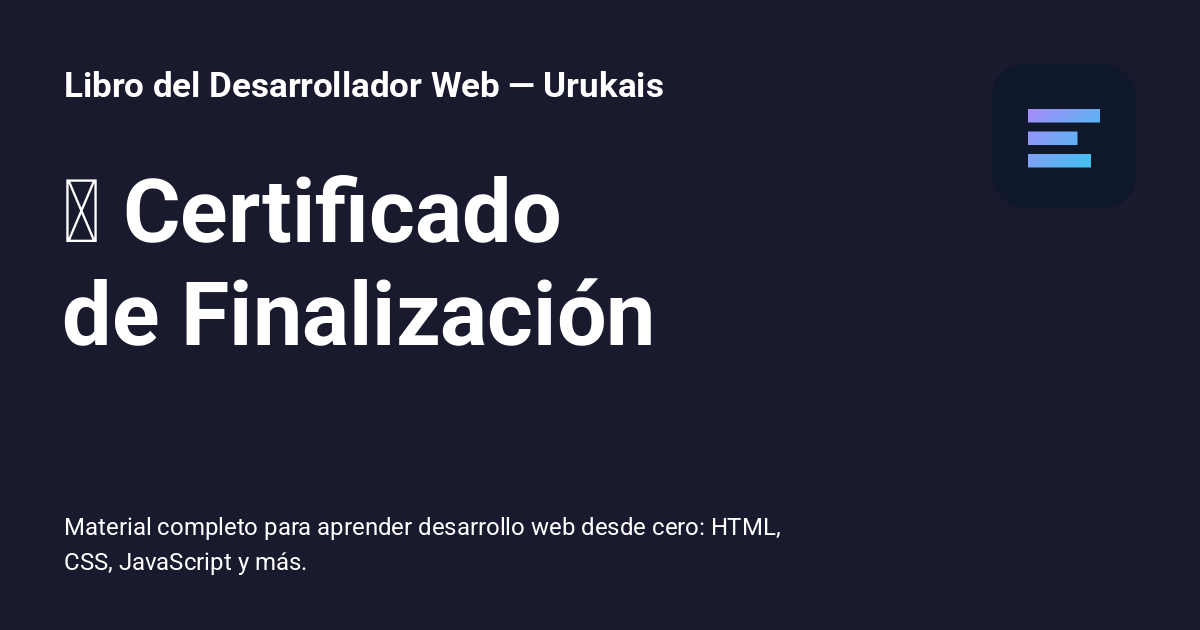 Libro del Desarrollador Web — Urukais
Certificado
de Finalización
Material completo para aprender desarrollo web desde cero: HTML,
CSS, JavaScript y más.